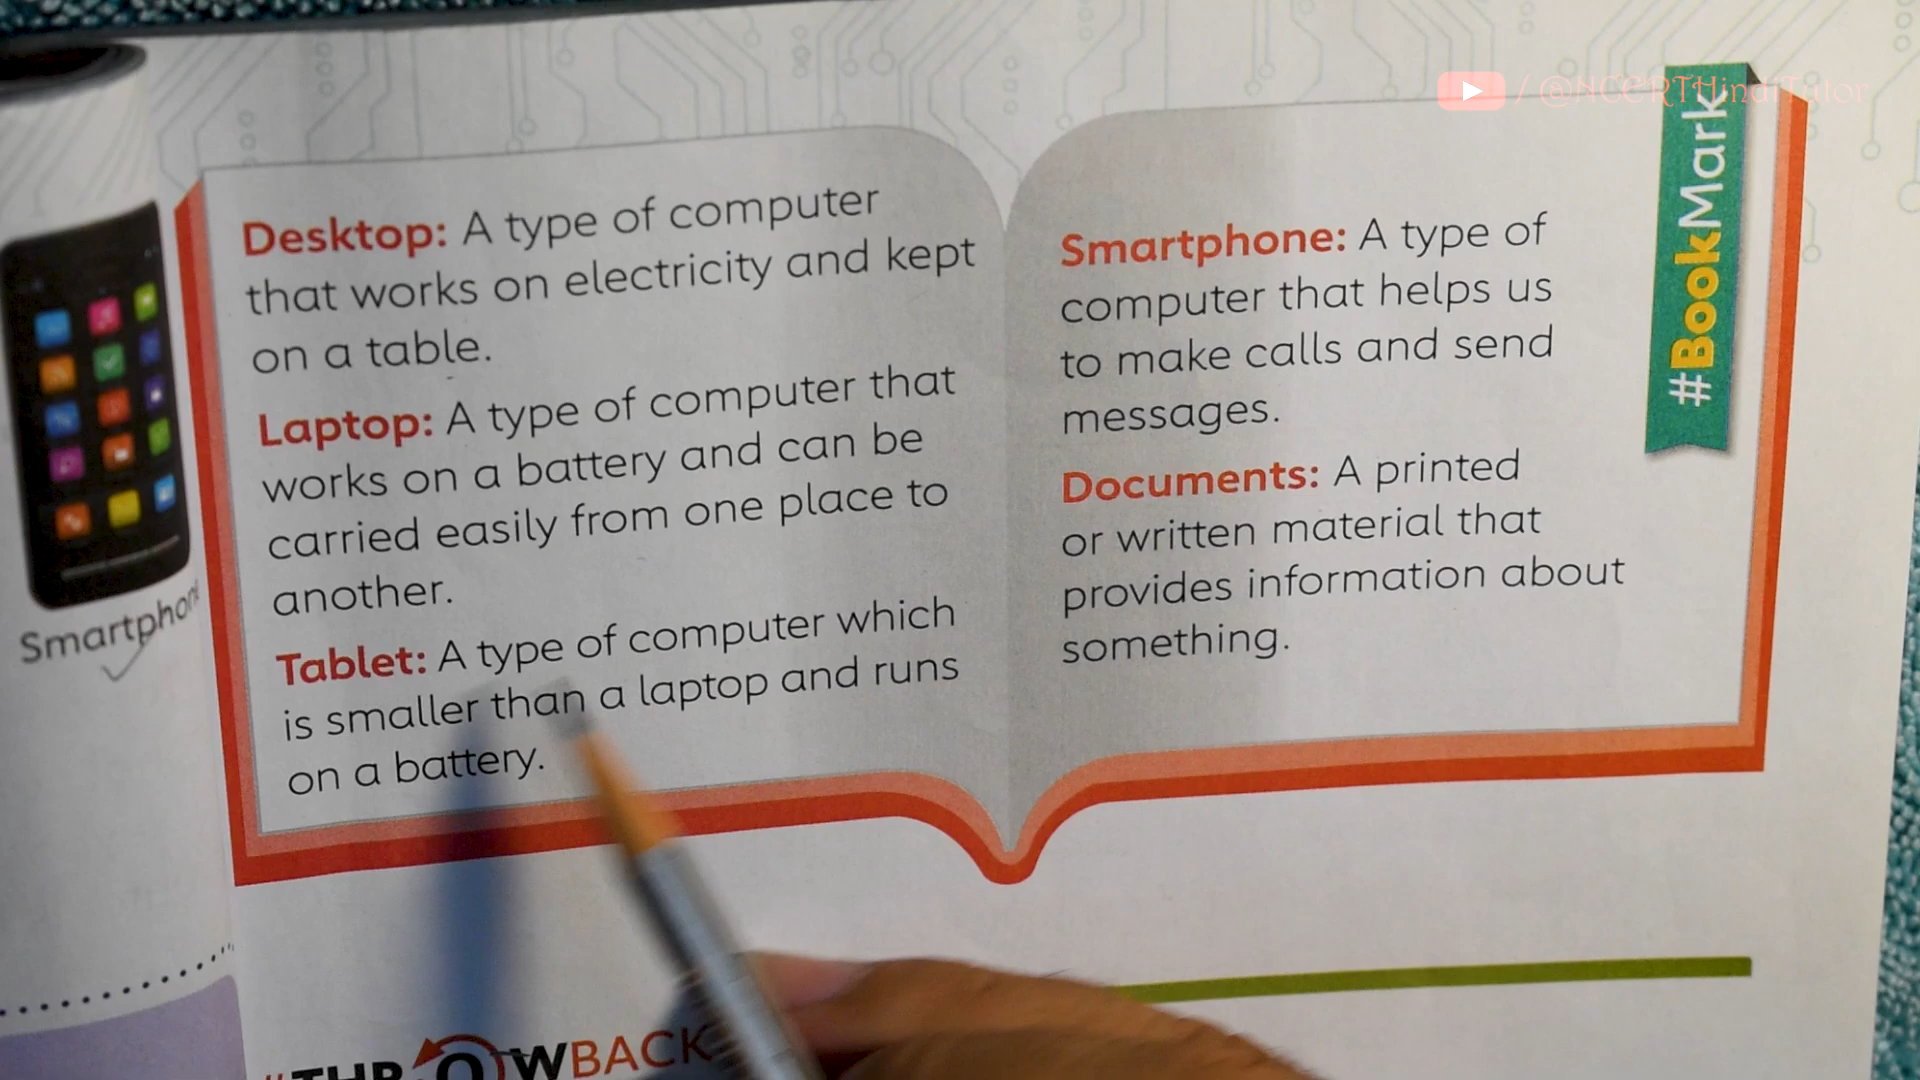 / @NCERTHindiTutor
#BookMark
Desktop: A type of computer
that works on electricity and kept
on a table.
Laptop: A type of computer that
works on a battery and can be
carried easily from one place to
another.
Tablet: A type of computer which
is smaller than a laptop and runs
on a battery.
Smartphone: A type of
computer that helps us
to make calls and send
messages.
Documents: A printed
or written material that
provides information about
something.
Smartphon
#THROWBACK